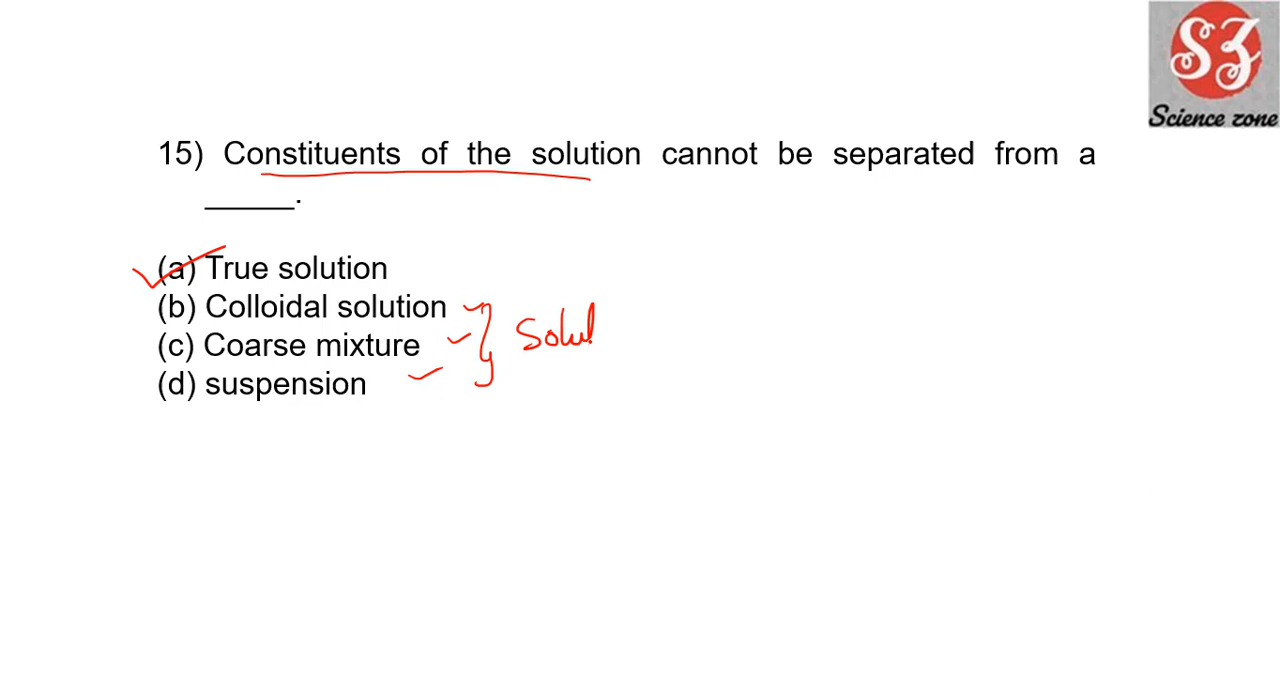 SZ
Science zone
15) Constituents of the solution cannot be separated from a
_____.
(a) True solution
(b) Colloidal solution
(c) Coarse mixture
(d) suspension
Solu